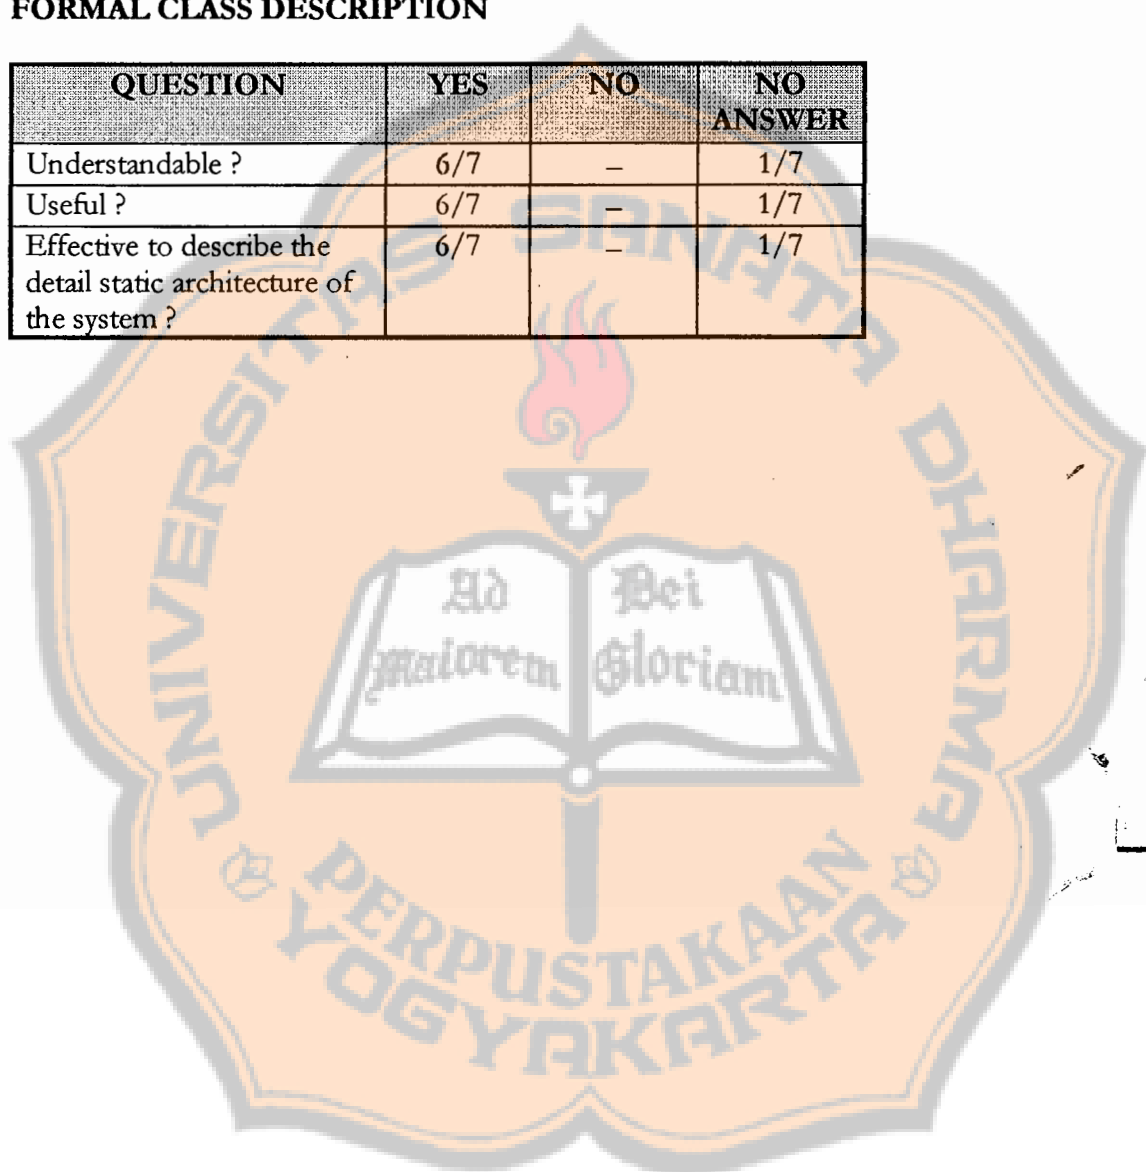 FORMAL CLASS DESCRIPTION
QUESTION YES NO NO ANSWER
Understandable ? 6/7 – 1/7
Useful ? 6/7 – 1/7
Effective to describe the 6/7 – 1/7
detail static architecture of
the system ?
UNIVERSITAS SANATA DHARMA
Ad Dei
maiorem Gloriam
PERPUSTAKAAN
YOGYAKARTA